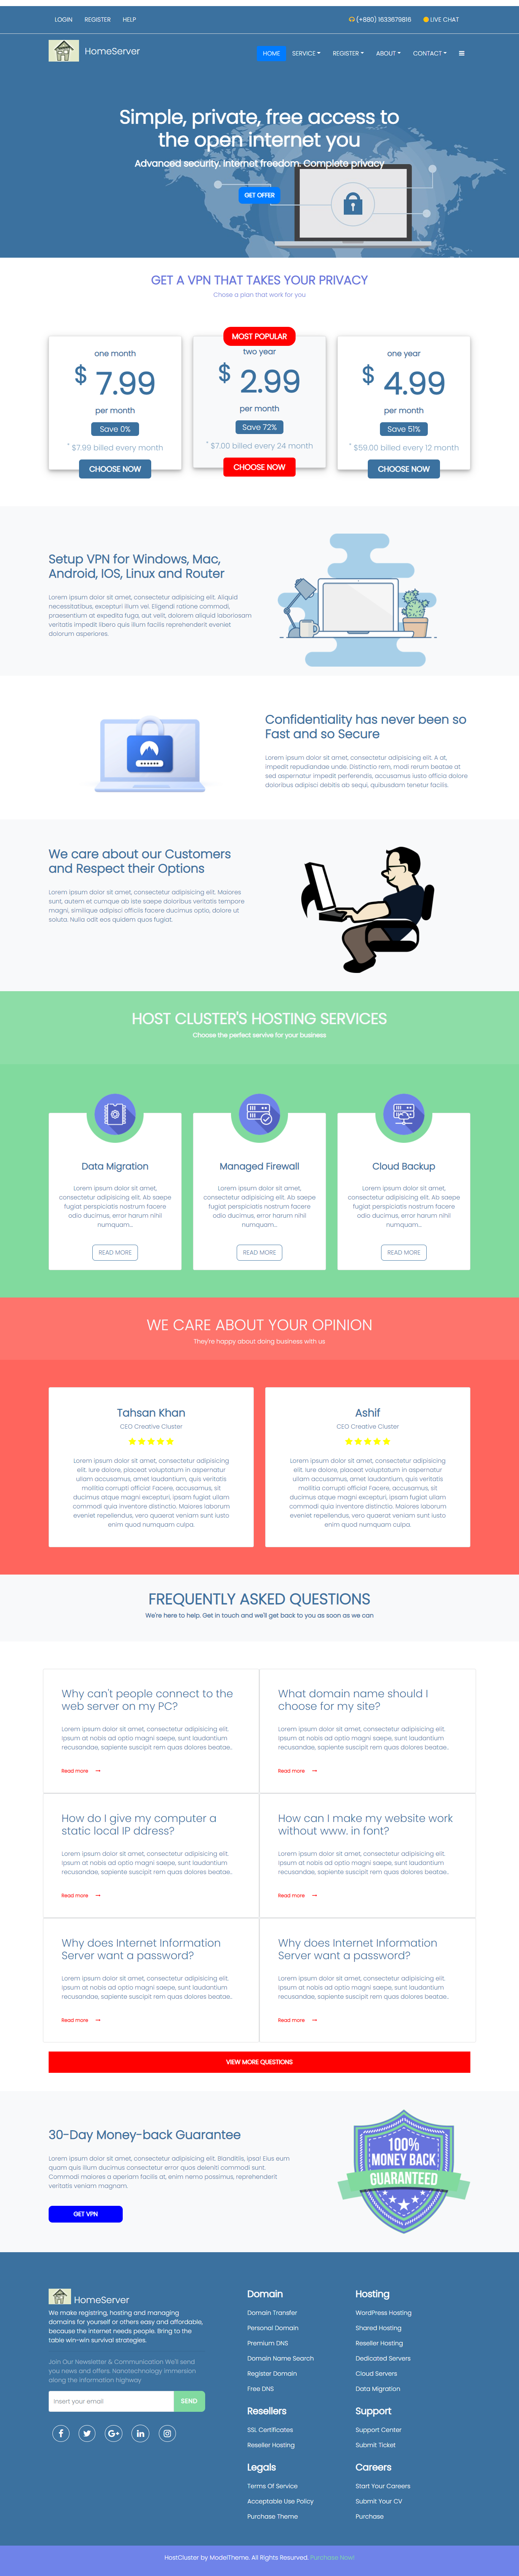 LOGIN REGISTER HELP
(+880) 1633679816 LIVE CHAT
HomeServer
HOME SERVICE REGISTER ABOUT CONTACT
Simple, private, free access to
the open internet you
Advanced security. Internet freedom. Complete privacy
GET OFFER
GET A VPN THAT TAKES YOUR PRIVACY
Chose a plan that work for you
one month
$ 7.99
per month
Save 0%
* $7.99 billed every month
CHOOSE NOW
MOST POPULAR
two year
$ 2.99
per month
Save 72%
* $7.00 billed every 24 month
CHOOSE NOW
one year
$ 4.99
per month
Save 51%
* $59.00 billed every 12 month
CHOOSE NOW
Setup VPN for Windows, Mac,
Android, IOS, Linux and Router
Lorem ipsum dolor sit amet, consectetur adipisicing elit. Aliquid
necessitatibus, excepturi illum vel. Eligendi ratione commodi,
praesentium at expedita fuga, aut velit, dolorem aliquid laboriosam
veritatis impedit libero quis illum facilis reprehenderit eveniet
dolorum asperiores.
Confidentiality has never been so
Fast and so Secure
Lorem ipsum dolor sit amet, consectetur adipisicing elit. A at,
impedit repudiandae unde. Distinctio rem, modi rerum beatae at
sed aspernatur impedit perferendis, accusamus iusto officia dolore
doloribus adipisci debitis ab sequi, quibusdam tenetur facilis.
We care about our Customers
and Respect their Options
Lorem ipsum dolor sit amet, consectetur adipisicing elit. Maiores
sunt, autem et cumque ab iste saepe doloribus veritatis tempore
magni, similique adipisci officiis facere ducimus optio, dolore ut
soluta. Nulla odit eos quidem quos fugiat.
HOST CLUSTER'S HOSTING SERVICES
Choose the perfect servive for your business
Data Migration
Lorem ipsum dolor sit amet,
consectetur adipisicing elit. Ab saepe
fugiat perspiciatis nostrum facere
odio ducimus, error harum nihil
numquam...
READ MORE
Managed Firewall
Lorem ipsum dolor sit amet,
consectetur adipisicing elit. Ab saepe
fugiat perspiciatis nostrum facere
odio ducimus, error harum nihil
numquam...
READ MORE
Cloud Backup
Lorem ipsum dolor sit amet,
consectetur adipisicing elit. Ab saepe
fugiat perspiciatis nostrum facere
odio ducimus, error harum nihil
numquam...
READ MORE
WE CARE ABOUT YOUR OPINION
They're happy about doing business with us
Tahsan Khan
CEO Creative Cluster
Lorem ipsum dolor sit amet, consectetur adipisicing
elit. Iure dolore, placeat voluptatum in aspernatur
ullam accusamus, amet laudantium, quis veritatis
mollitia corrupti officia! Facere, accusamus, sit
ducimus atque magni excepturi, ipsam fugiat ullam
commodi quia inventore distinctio. Maiores laborum
eveniet repellendus, vero quaerat veniam sunt iusto
enim quod numquam culpa.
Ashif
CEO Creative Cluster
Lorem ipsum dolor sit amet, consectetur adipisicing
elit. Iure dolore, placeat voluptatum in aspernatur
ullam accusamus, amet laudantium, quis veritatis
mollitia corrupti officia! Facere, accusamus, sit
ducimus atque magni excepturi, ipsam fugiat ullam
commodi quia inventore distinctio. Maiores laborum
eveniet repellendus, vero quaerat veniam sunt iusto
enim quod numquam culpa.
FREQUENTLY ASKED QUESTIONS
We're here to help. Get in touch and we'll get back to you as soon as we can
Why can't people connect to the
web server on my PC?
Lorem ipsum dolor sit amet, consectetur adipisicing elit.
Ipsum at nobis ad optio magni saepe, sunt laudantium
recusandae, sapiente suscipit rem quas dolores beatae..
Read more
What domain name should I
choose for my site?
Lorem ipsum dolor sit amet, consectetur adipisicing elit.
Ipsum at nobis ad optio magni saepe, sunt laudantium
recusandae, sapiente suscipit rem quas dolores beatae..
Read more
How do I give my computer a
static local IP ddress?
Lorem ipsum dolor sit amet, consectetur adipisicing elit.
Ipsum at nobis ad optio magni saepe, sunt laudantium
recusandae, sapiente suscipit rem quas dolores beatae..
Read more
How can I make my website work
without www. in font?
Lorem ipsum dolor sit amet, consectetur adipisicing elit.
Ipsum at nobis ad optio magni saepe, sunt laudantium
recusandae, sapiente suscipit rem quas dolores beatae..
Read more
Why does Internet Information
Server want a password?
Lorem ipsum dolor sit amet, consectetur adipisicing elit.
Ipsum at nobis ad optio magni saepe, sunt laudantium
recusandae, sapiente suscipit rem quas dolores beatae..
Read more
Why does Internet Information
Server want a password?
Lorem ipsum dolor sit amet, consectetur adipisicing elit.
Ipsum at nobis ad optio magni saepe, sunt laudantium
recusandae, sapiente suscipit rem quas dolores beatae..
Read more
VIEW MORE QUESTIONS
30-Day Money-back Guarantee
Lorem ipsum dolor sit amet, consectetur adipisicing elit. Blanditiis, ipsa! Eius eum
quam quis illum ducimus consectetur error quos deleniti commodi sunt.
Commodi maiores a aperiam facilis at, enim nemo possimus, reprehenderit
veritatis veniam magnam.
GET VPN
100%
MONEY BACK
GUARANTEED
HomeServer
We make registring, hosting and managing
domains for yourself or others easy and affordable,
because the internet needs people. Bring to the
table win-win survival strategies.
Join Our Newsletter & Communication We'll send
you news and offers. nanotechnology immersion
along the information highway
Insert your email SEND
Domain
Domain Transfer
Personal Domain
Premium DNS
Domain Name Search
Register Domain
Free DNS
Hosting
WordPress Hosting
Shared Hosting
Reseller Hosting
Dedicated Servers
Cloud Servers
Data Migration
Resellers
SSL Certificates
Reseller Hosting
Support
Support Center
Submit Ticket
Legals
Terms Of Service
Acceptable Use Policy
Purchase Theme
Careers
Start Your Careers
Submit Your CV
Purchase
HostCluster by ModelTheme. All Rights Resurved. Purchase Now!